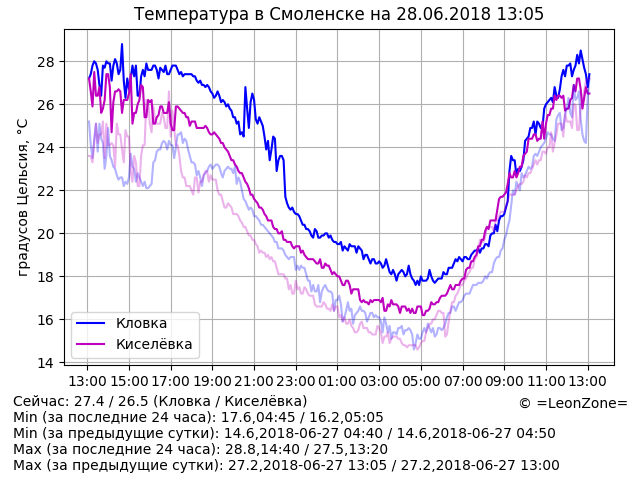 Температура в Смоленске на 28.06.2018 13:05
градусов Цельсия, °C
28
26
24
22
20
18
16
14
Кловка
Киселёвка
13:00 15:00 17:00 19:00 21:00 23:00 01:00 03:00 05:00 07:00 09:00 11:00 13:00
Сейчас: 27.4 / 26.5 (Кловка / Киселёвка)
© =LeonZone=
Min (за последние 24 часа): 17.6,04:45 / 16.2,05:05
Min (за предыдущие сутки): 14.6,2018-06-27 04:40 / 14.6,2018-06-27 04:50
Max (за последние 24 часа): 28.8,14:40 / 27.5,13:20
Max (за предыдущие сутки): 27.2,2018-06-27 13:05 / 27.2,2018-06-27 13:00